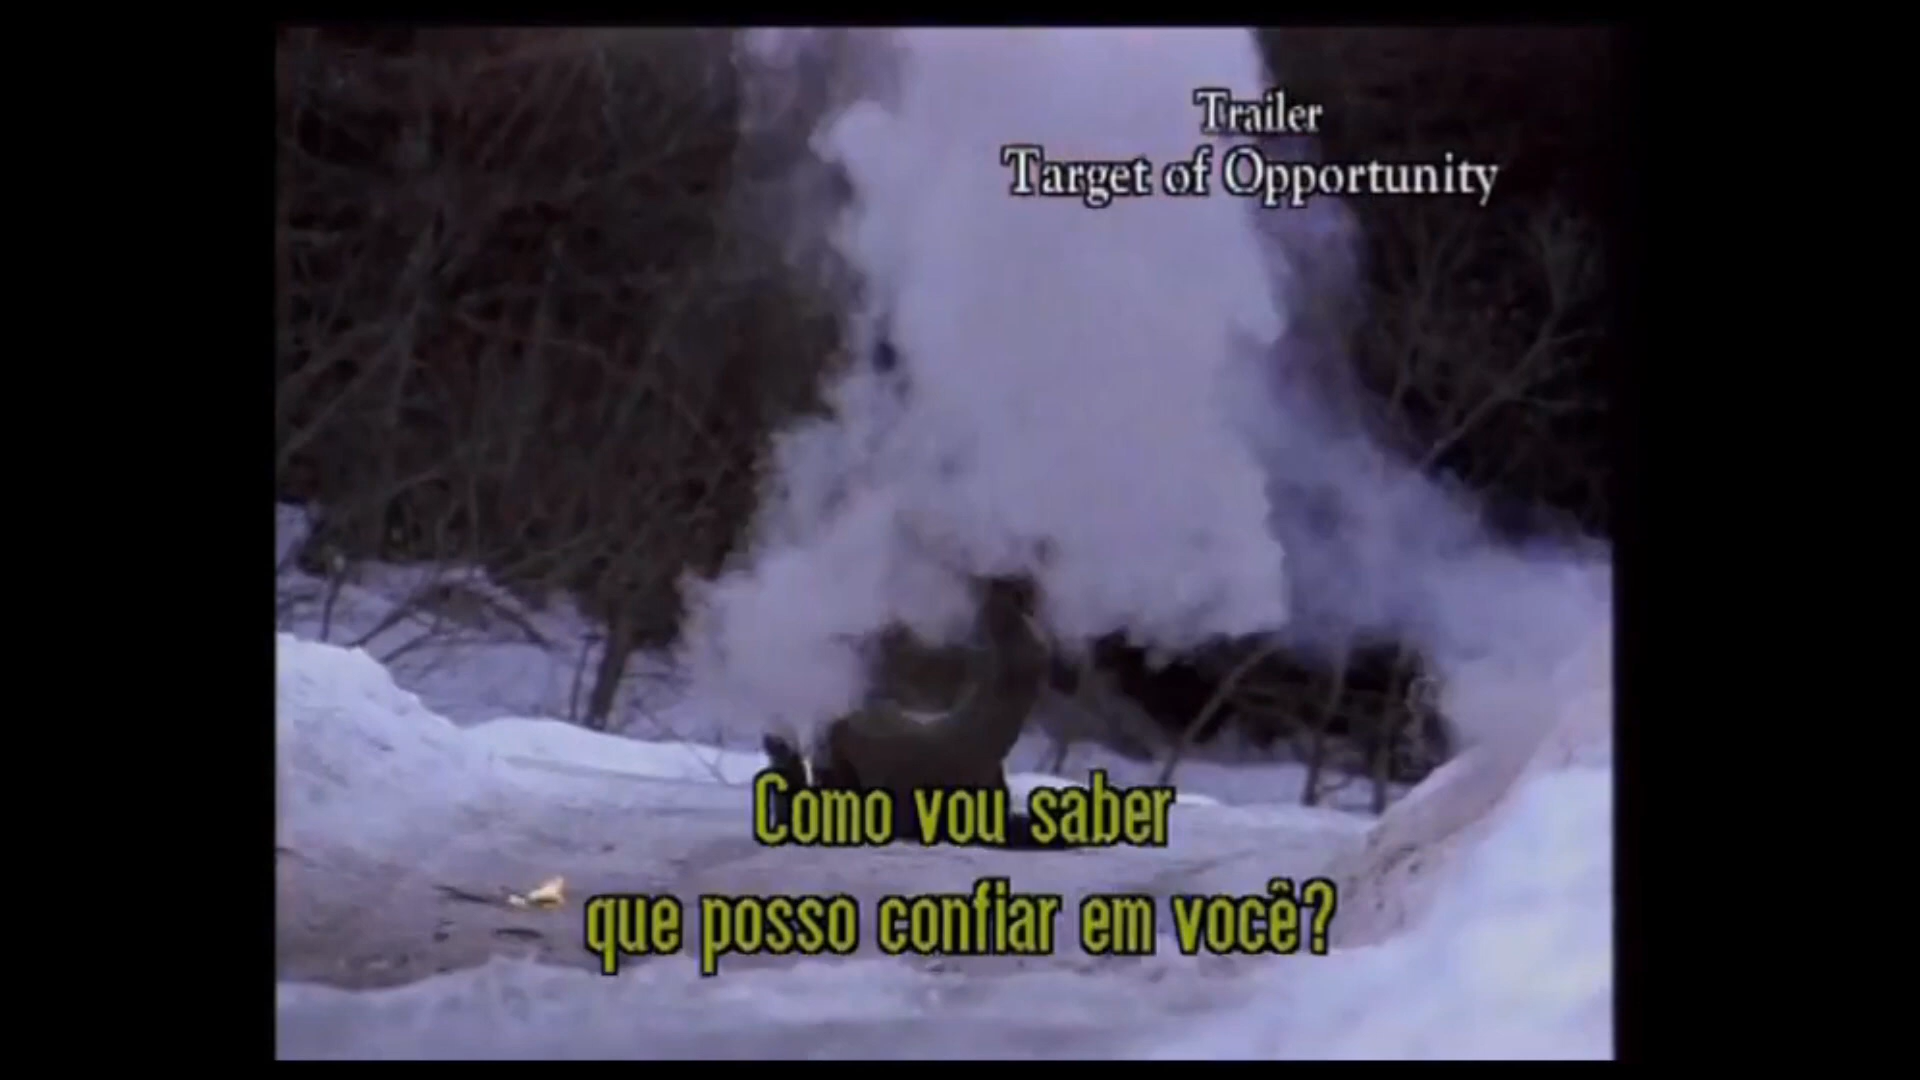 Trailer
Target of Opportunity
Como vou saber
que posso confiar em você?